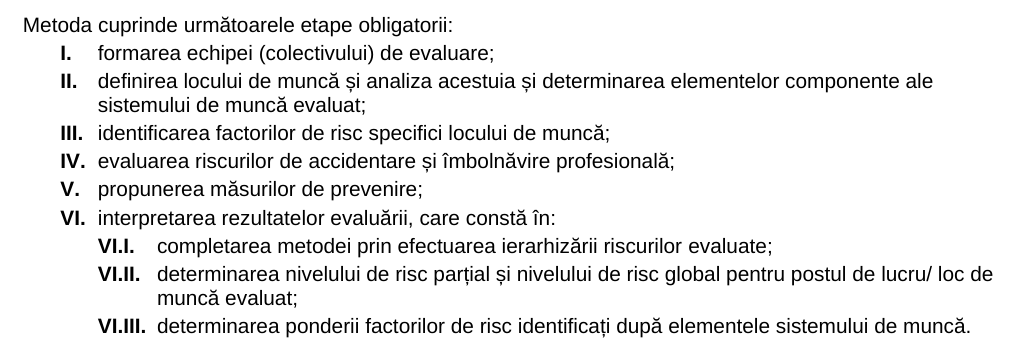 Metoda cuprinde următoarele etape obligatorii:
I. formarea echipei (colectivului) de evaluare;
II. definirea locului de muncă și analiza acestuia și determinarea elementelor componente ale
sistemului de muncă evaluat;
III. identificarea factorilor de risc specifici locului de muncă;
IV. evaluarea riscurilor de accidentare și îmbolnăvire profesională;
V. propunerea măsurilor de prevenire;
VI. interpretarea rezultatelor evaluării, care constă în:
VI.I. completarea metodei prin efectuarea ierarhizării riscurilor evaluate;
VI.II. determinarea nivelului de risc parțial și nivelului de risc global pentru postul de lucru/ loc de
muncă evaluat;
VI.III. determinarea ponderii factorilor de risc identificați după elementele sistemului de muncă.